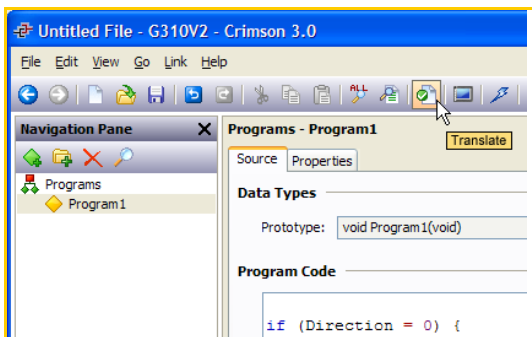 Untitled File - G310V2 - Crimson 3.0
File Edit View Go Link Help
ALL
Translate
Navigation Pane X
Programs
Program1
Programs - Program1
Source Properties
Data Types
Prototype: void Program1(void)
Program Code
if (Direction = 0) {